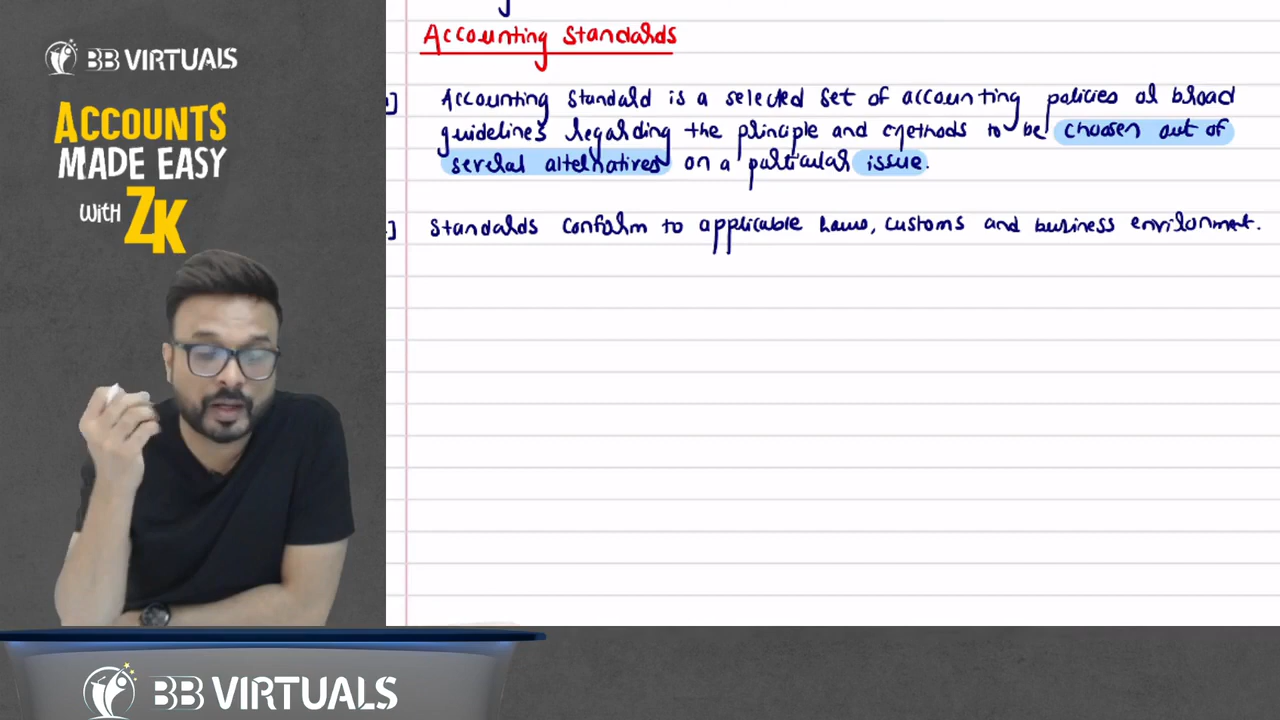 BB VIRTUALS
ACCOUNTS
MADE EASY
with ZK
Accounting Standards
Accounting Standard is a selected set of accounting policies or broad
guidelines regarding the principle and methods to be choosen out of
several alternatives on a particular issue.
Standards conform to applicable laws, customs and business environment.
BB VIRTUALS